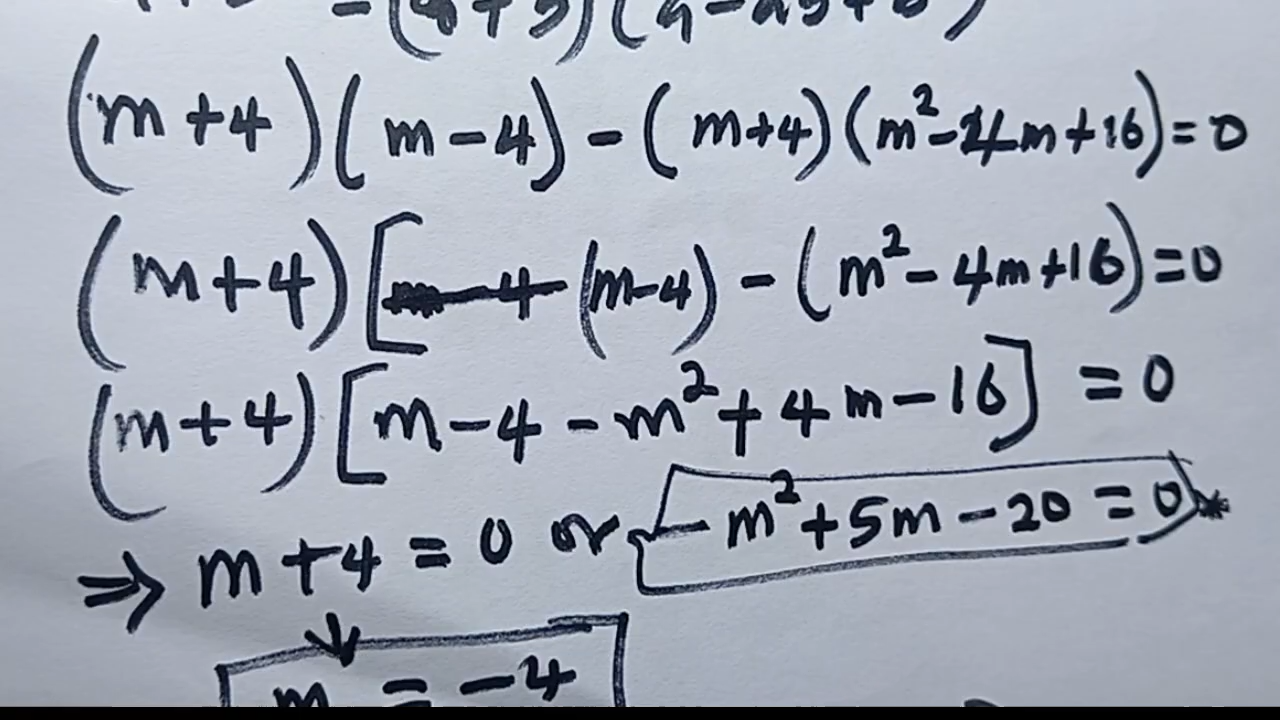 (m+4)(m-4)-(m+4)(m²-4m+16)=0
(m+4)[(m-4)-(m²-4m+16)=0
(m+4)[m-4-m²+4m-16]=0
⇒ m+4=0 or -m²+5m-20=0*
↓
m = -4